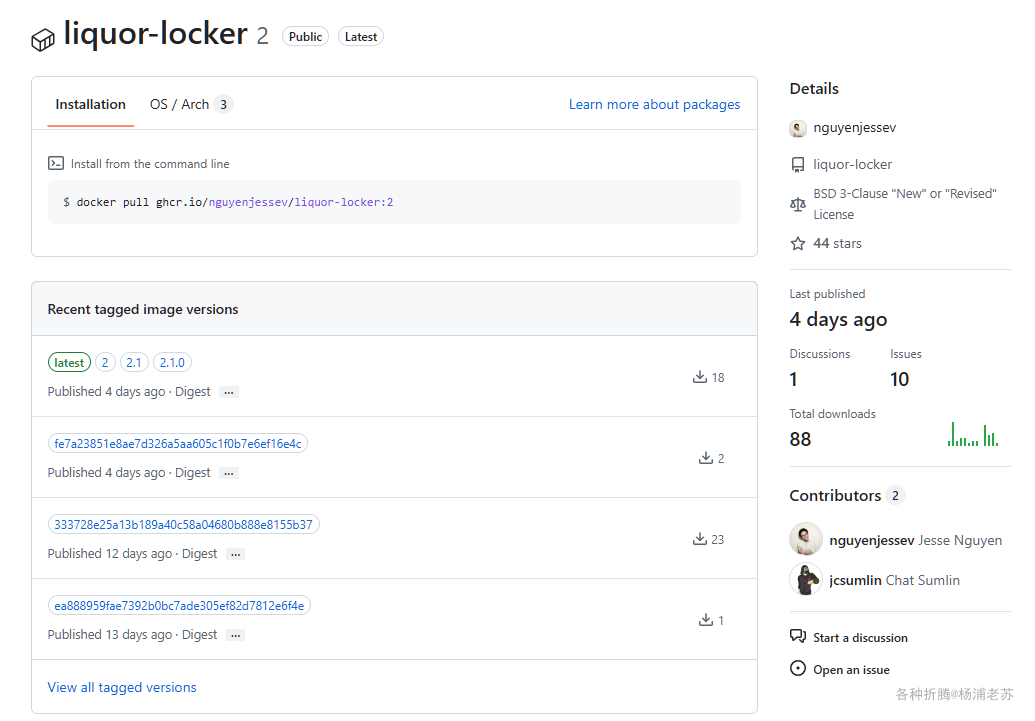 liquor-locker 2 Public Latest
Installation OS / Arch 3 Learn more about packages
Install from the command line
$ docker pull ghcr.io/nguyenjessev/liquor-locker:2
Recent tagged image versions
latest 2 2.1 2.1.0
Published 4 days ago · Digest ...
18
fe7a23851e8ae7d326a5aa605c1f0b7e6ef16e4c
Published 4 days ago · Digest ...
2
333728e25a13b189a40c58a04680b888e8155b37
Published 12 days ago · Digest ...
23
ea888959fae7392b0bc7ade305ef82d7812e6f4e
Published 13 days ago · Digest ...
1
View all tagged versions
Details
nguyenjessev
liquor-locker
BSD 3-Clause "New" or "Revised"
License
44 stars
Last published
4 days ago
Discussions Issues
1 10
Total downloads
88
Contributors 2
nguyenjessev Jesse Nguyen
jcsumlin Chat Sumlin
Start a discussion
Open an issue
各种折腾@杨浦老苏